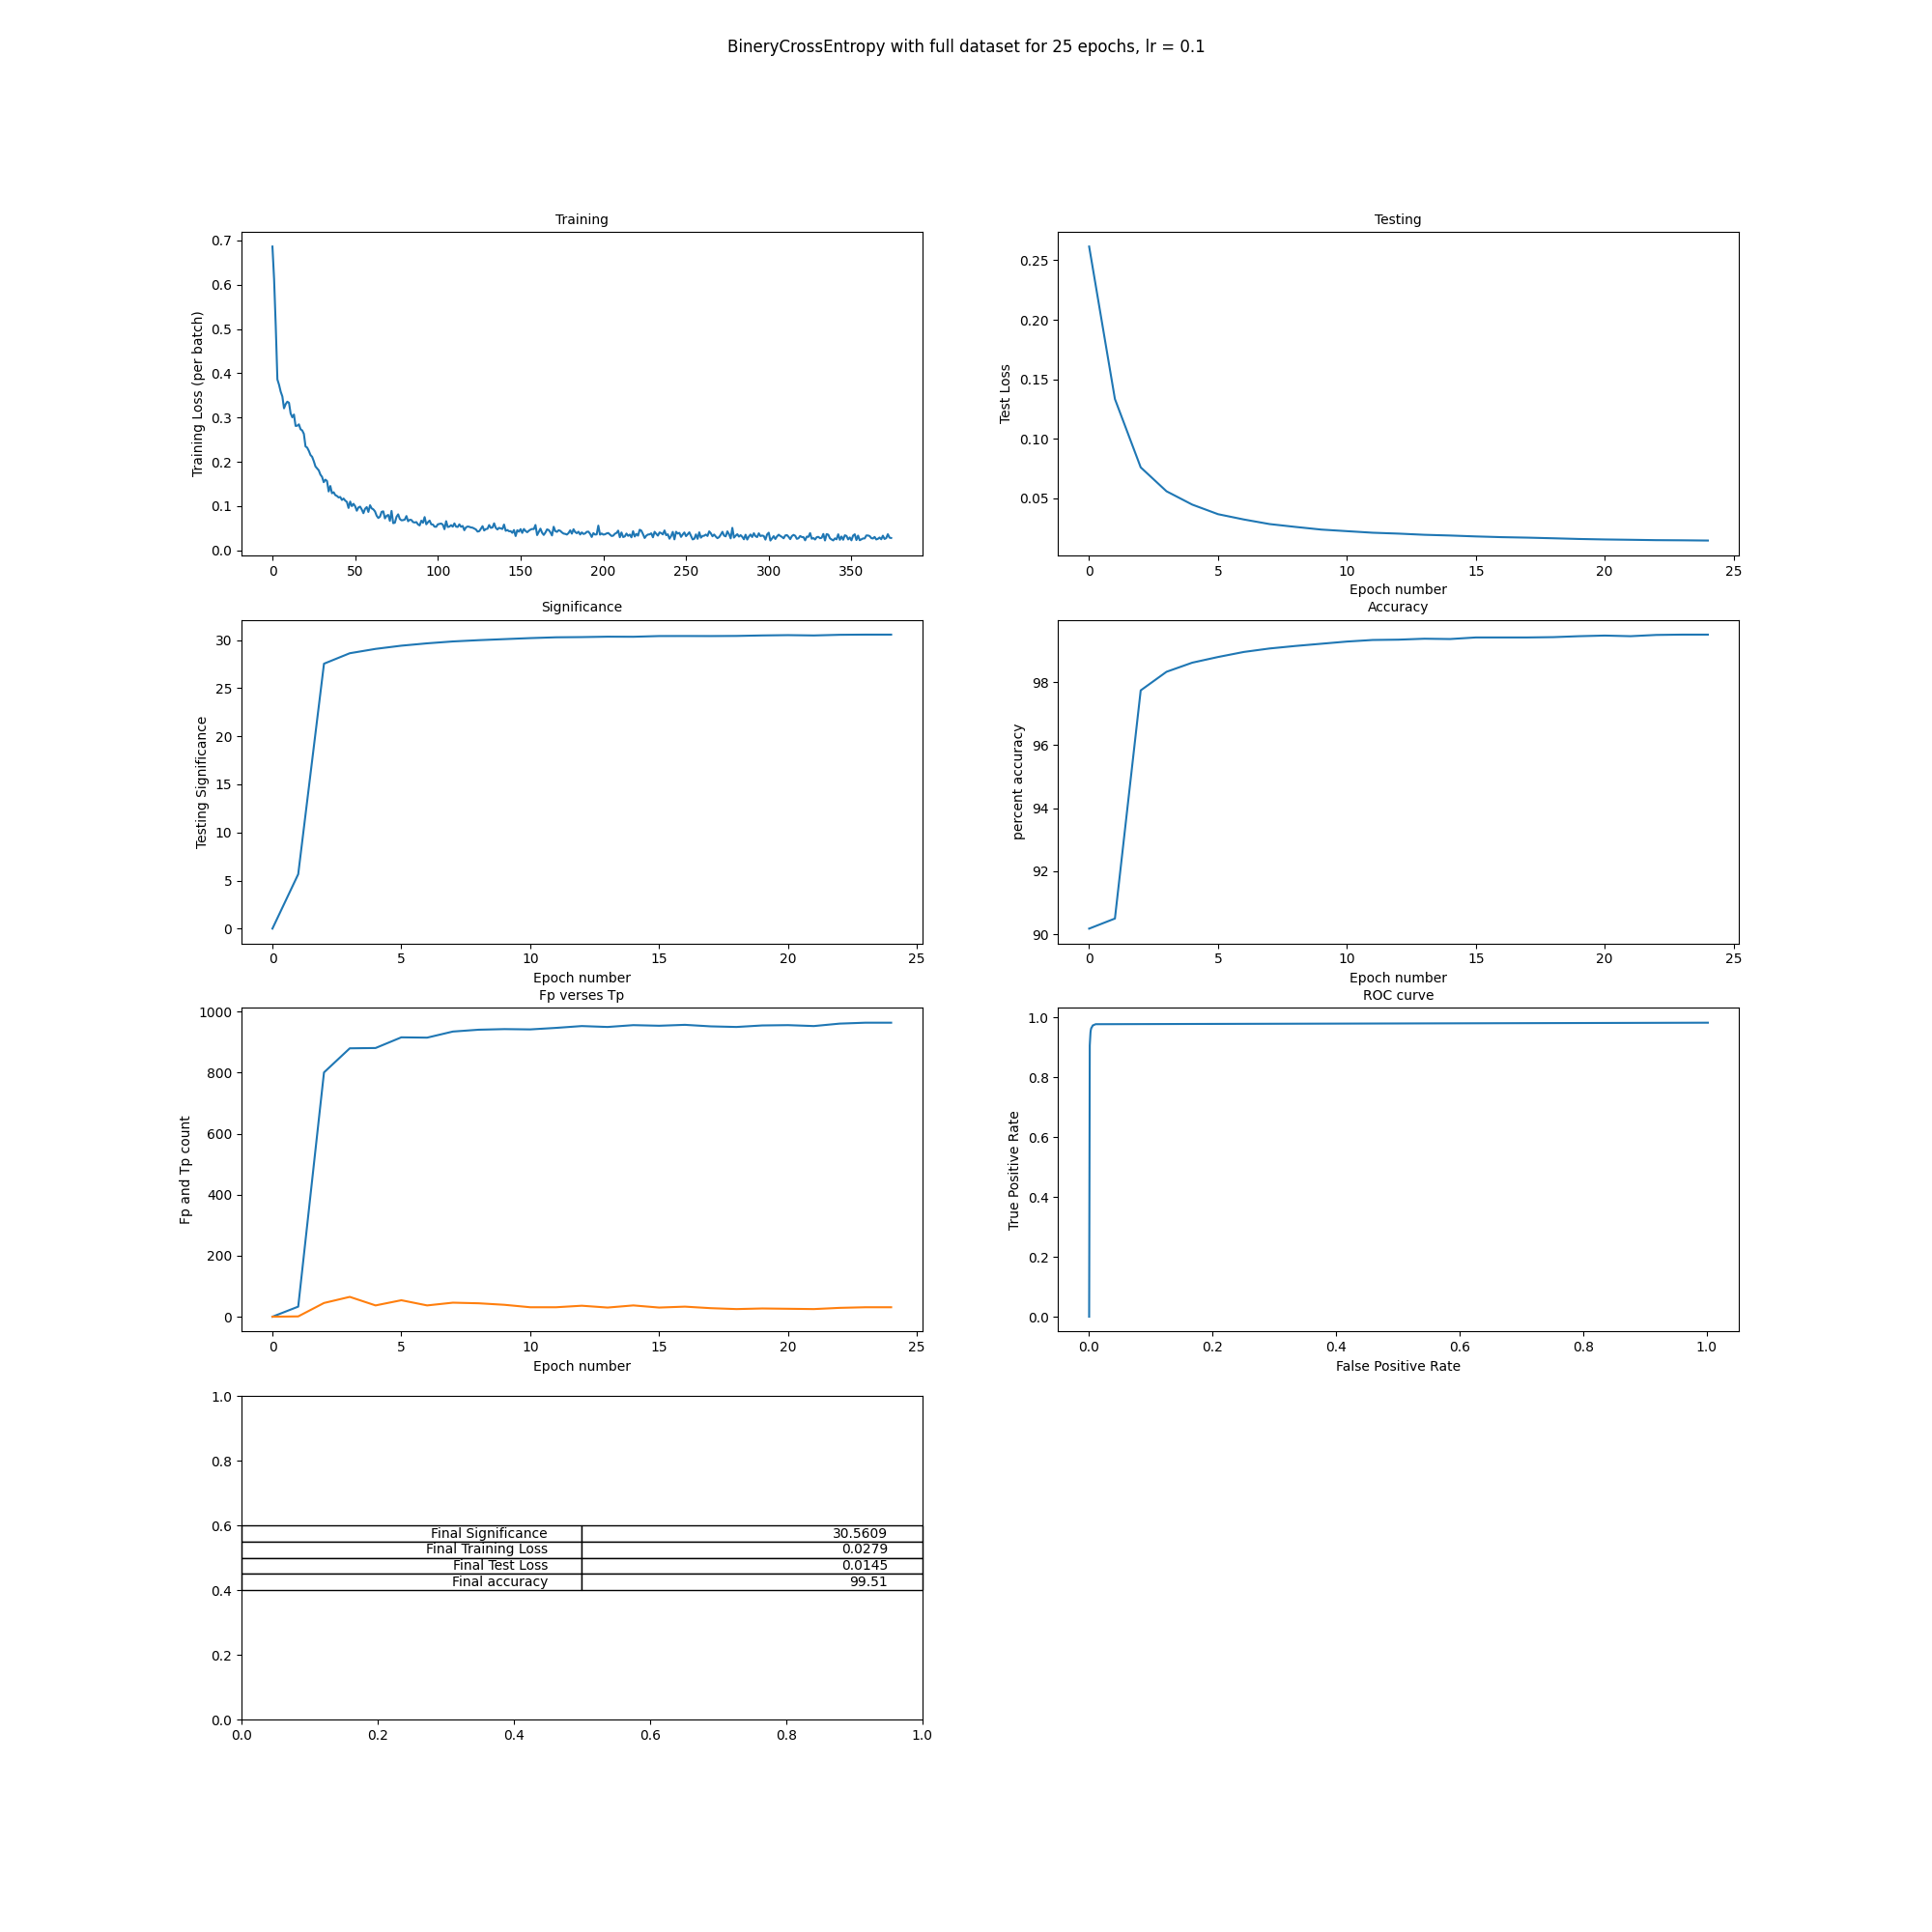 BineryCrossEntropy with full dataset for 25 epochs, lr = 0.1
Training
Training Loss (per batch)
0.7
0.6
0.5
0.4
0.3
0.2
0.1
0.0
0 50 100 150 200 250 300 350
Testing
Test Loss
0.25
0.20
0.15
0.10
0.05
0 5 10 15 20 25
Epoch number
Significance
Testing Significance
30
25
20
15
10
5
0
0 5 10 15 20 25
Epoch number
Accuracy
percent accuracy
98
96
94
92
90
0 5 10 15 20 25
Epoch number
Fp verses Tp
Fp and Tp count
1000
800
600
400
200
0
0 5 10 15 20 25
Epoch number
ROC curve
True Positive Rate
1.0
0.8
0.6
0.4
0.2
0.0
0.0 0.2 0.4 0.6 0.8 1.0
False Positive Rate
1.0
0.8
0.6
0.4
0.2
0.0
Final Significance 30.5609
Final Training Loss 0.0279
Final Test Loss 0.0145
Final accuracy 99.51
0.0 0.2 0.4 0.6 0.8 1.0